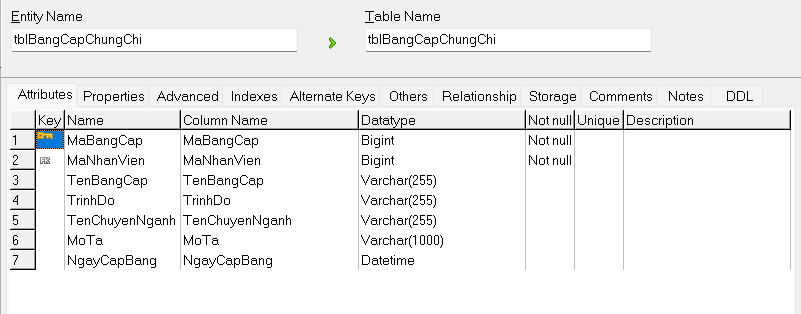 Entity Name Table Name
tblBangCapChungChi tblBangCapChungChi
Attributes Properties Advanced Indexes Alternate Keys Others Relationship Storage Comments Notes DDL
Key Name Column Name Datatype Not null Unique Description
1 MaBangCap MaBangCap Bigint Not null
2 FK MaNhanVien MaNhanVien Bigint Not null
3 TenBangCap TenBangCap Varchar(255)
4 TrinhDo TrinhDo Varchar(255)
5 TenChuyenNganh TenChuyenNganh Varchar(255)
6 MoTa MoTa Varchar(1000)
7 NgayCapBang NgayCapBang Datetime